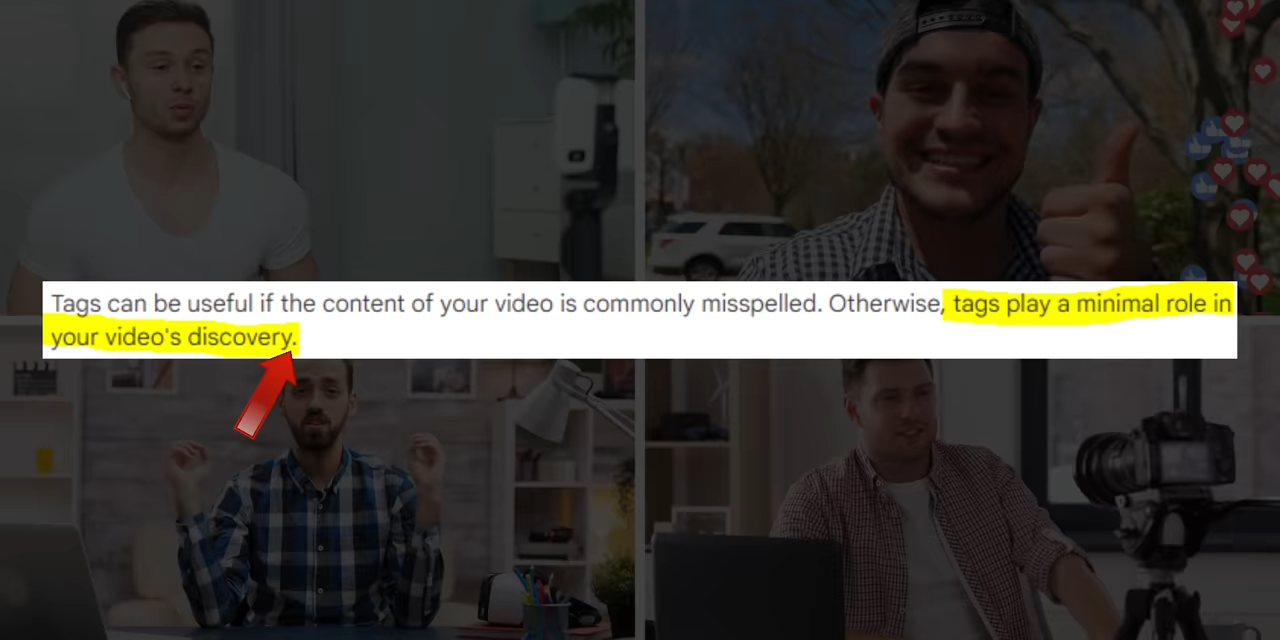 Tags can be useful if the content of your video is commonly misspelled. Otherwise, tags play a minimal role in
your video's discovery.